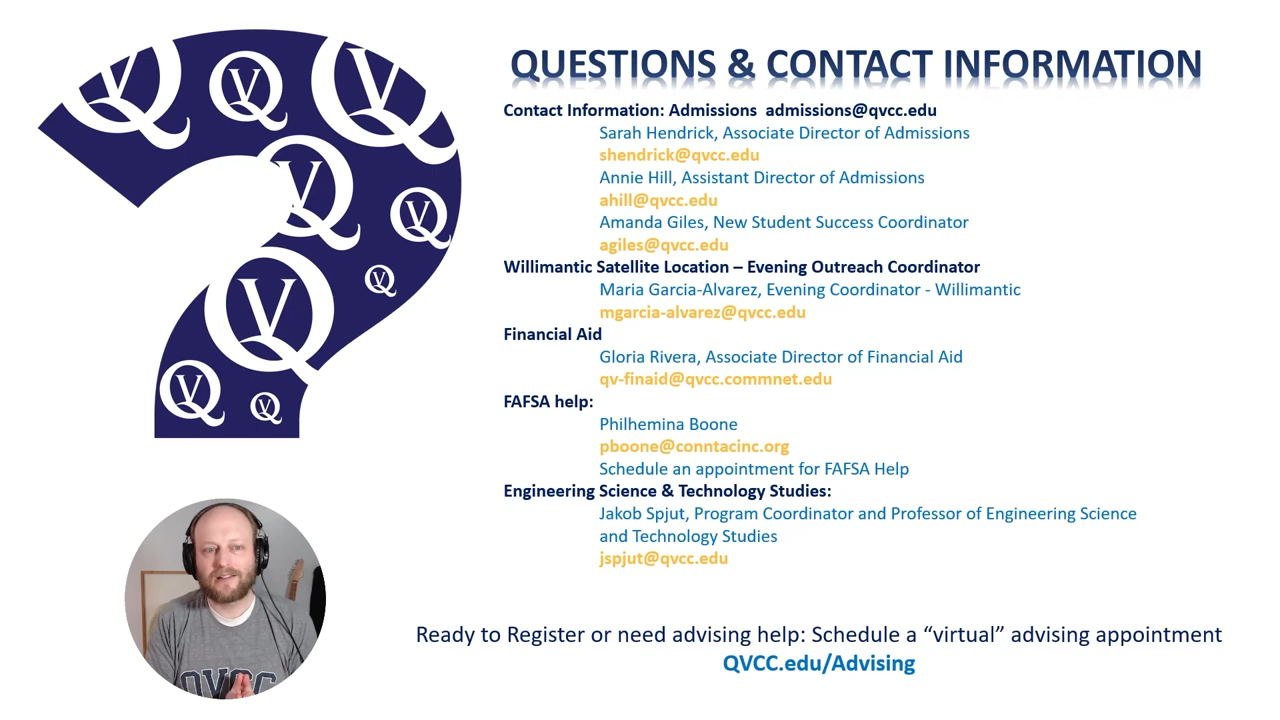 QUESTIONS & CONTACT INFORMATION
Contact Information: Admissions  admissions@qvcc.edu
Sarah Hendrick, Associate Director of Admissions
shendrick@qvcc.edu
Annie Hill, Assistant Director of Admissions
ahill@qvcc.edu
Amanda Giles, New Student Success Coordinator
agiles@qvcc.edu
Willimantic Satellite Location – Evening Outreach Coordinator
Maria Garcia-Alvarez, Evening Coordinator - Willimantic
mgarcia-alvarez@qvcc.edu
Financial Aid
Gloria Rivera, Associate Director of Financial Aid
qv-finaid@qvcc.commnet.edu
FAFSA help:
Philhemina Boone
pboone@conntacinc.org
Schedule an appointment for FAFSA Help
Engineering Science & Technology Studies:
Jakob Spjut, Program Coordinator and Professor of Engineering Science
and Technology Studies
jspjut@qvcc.edu
QVCC
Ready to Register or need advising help: Schedule a “virtual” advising appointment
QVCC.edu/Advising